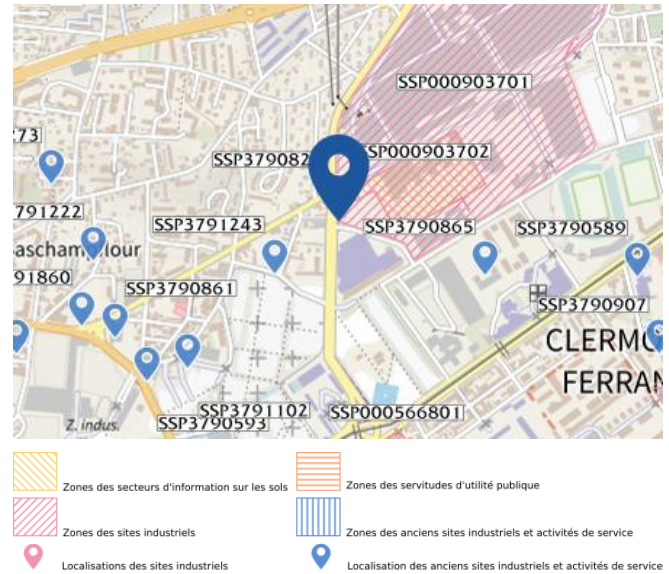 SSP000903701
:273
SSP379082
SSP000903702
791222
SSP3791243
SSP3790865
SSP3790589
91860
SSP3790861
SSP3790907
CLERMO
FERRAN
SSP3791102
SSP000566801
Z. indus.
SSP3790593
Zones des secteurs d'information sur les sols
Zones des servitudes d'utilité publique
Zones des sites industriels
Zones des anciens sites industriels et activités de service
Localisations des sites industriels
Localisation des anciens sites industriels et activités de service